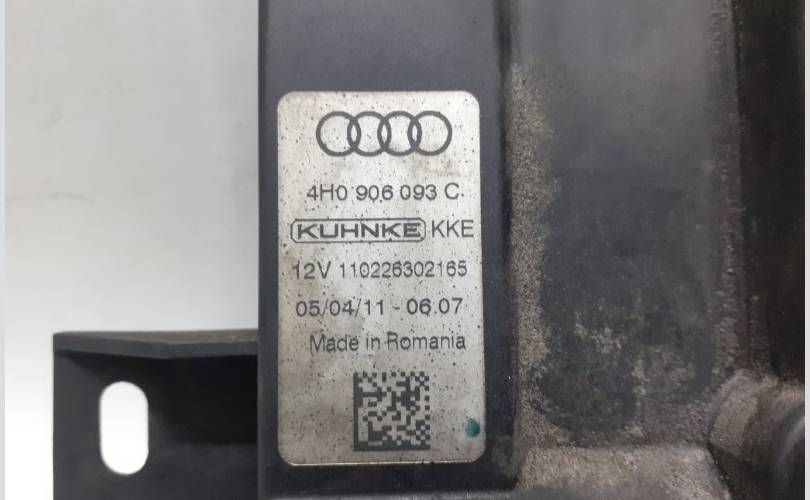 4H0 906 093 C
KUHNKE KKE
12V 110226302165
05/04/11 - 06.07
Made in Romania